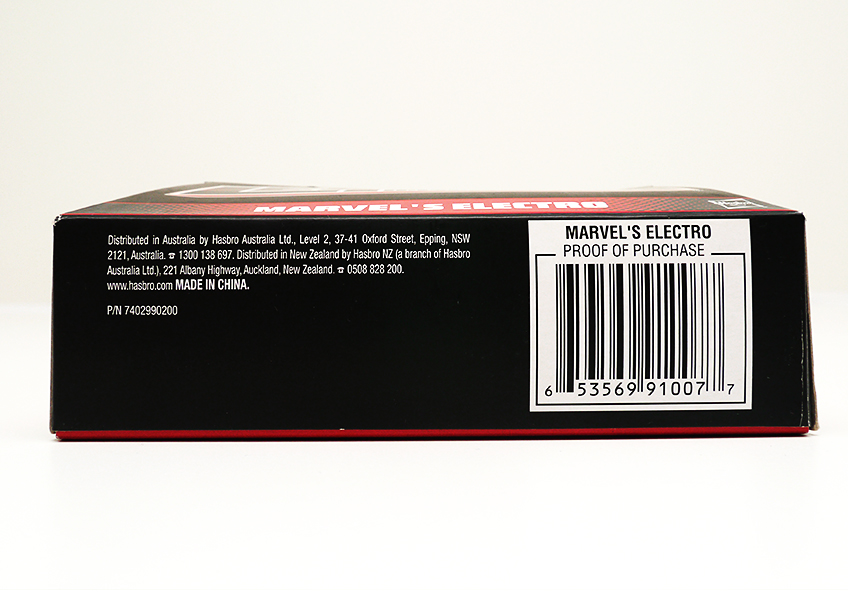 MARVEL'S ELECTRO
Distributed in Australia by Hasbro Australia Ltd., Level 2, 37-41 Oxford Street, Epping, NSW
2121, Australia. ☎ 1300 138 697. Distributed in New Zealand by Hasbro NZ (a branch of Hasbro
Australia Ltd.), 221 Albany Highway, Auckland, New Zealand. ☎ 0508 828 200.
www.hasbro.com MADE IN CHINA.
P/N 7402990200
MARVEL'S ELECTRO
PROOF OF PURCHASE
6 53569 91007 7